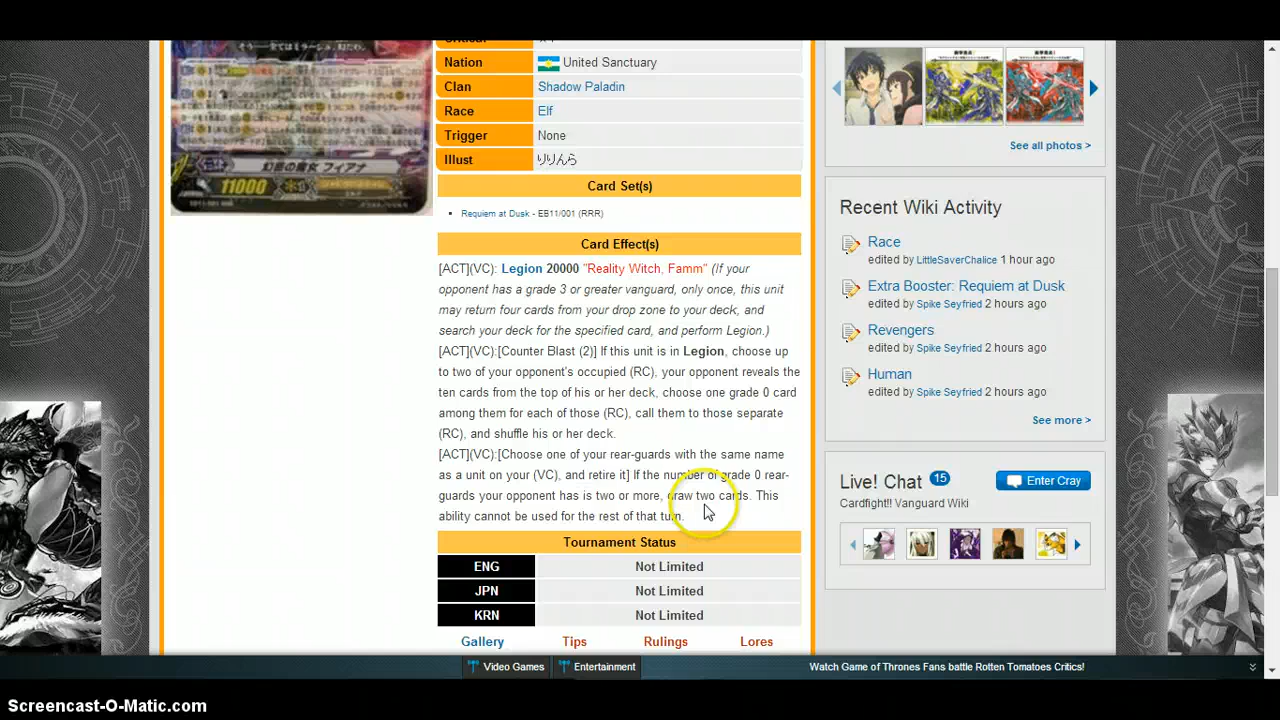 Nation United Sanctuary
Clan Shadow Paladin
Race Elf
Trigger None
Illust りりんら
Card Set(s)
Requiem at Dusk - EB11/001 (RRR)
Card Effect(s)
[ACT](VC): Legion 20000 "Reality Witch, Famm" (If your
opponent has a grade 3 or greater vanguard, only once, this unit
may return four cards from your drop zone to your deck, and
search your deck for the specified card, and perform Legion.)
[ACT](VC):[Counter Blast (2)] If this unit is in Legion, choose up
to two of your opponent's occupied (RC), your opponent reveals the
ten cards from the top of his or her deck, choose one grade 0 card
among them for each of those (RC), call them to those separate
(RC), and shuffle his or her deck.
[ACT](VC):[Choose one of your rear-guards with the same name
as a unit on your (VC), and retire it] If the number of grade 0 rear-
guards your opponent has is two or more, draw two cards. This
ability cannot be used for the rest of that turn.
Tournament Status
ENG Not Limited
JPN Not Limited
KRN Not Limited
Gallery Tips Rulings Lores
幻惑の魔女 フィアナ
11000
See all photos >
Recent Wiki Activity
Race
edited by LittleSaverChalice 1 hour ago
Extra Booster: Requiem at Dusk
edited by Spike Seyfried 2 hours ago
Revengers
edited by Spike Seyfried 2 hours ago
Human
edited by Spike Seyfried 2 hours ago
See more >
Live! Chat 15 Enter Cray
Cardfight!! Vanguard Wiki
Video Games Entertainment Watch Game of Thrones Fans battle Rotten Tomatoes Critics!
Screencast-O-Matic.com